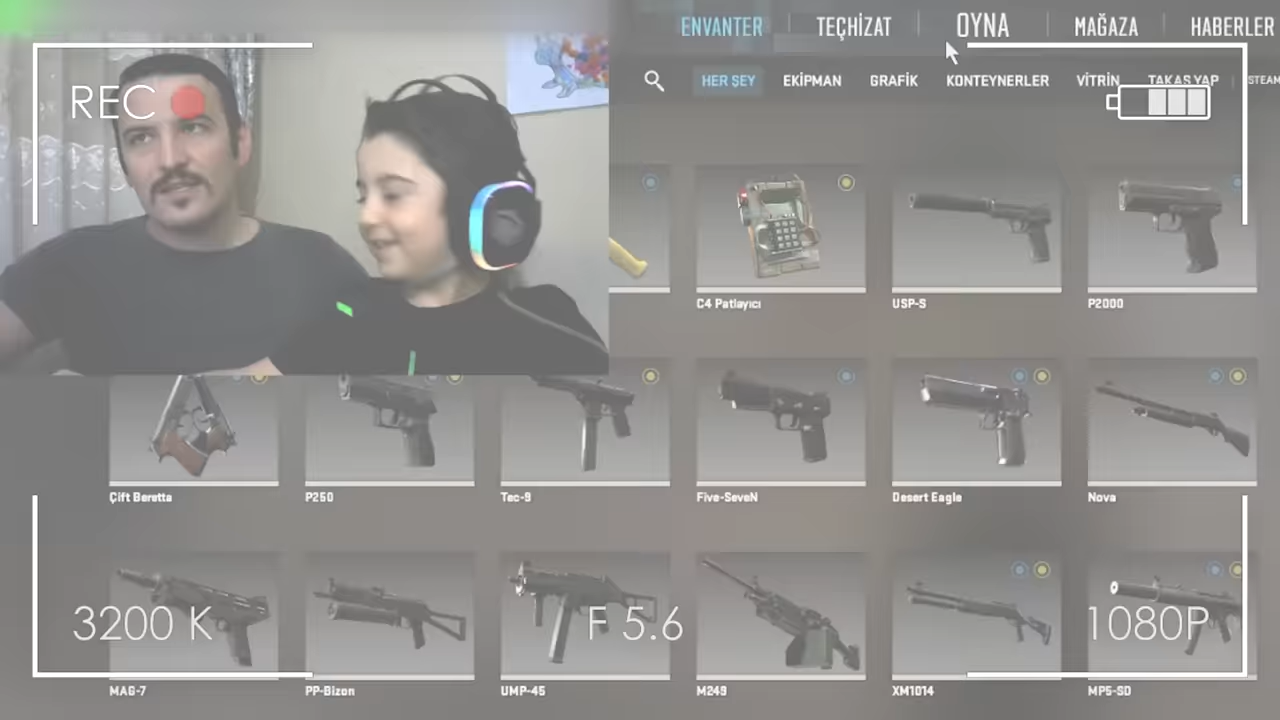 ENVANTER TEÇHİZAT OYNA MAĞAZA HABERLER
HER ŞEY EKİPMAN GRAFİK KONTEYNERLER VİTRİN TAKAS YAP STEAM
REC
C4 Patlayıcı USP-S P2000
Çift Beretta P250 Tec-9 Five-SeveN Desert Eagle Nova
3200 K F 5.6 1080P
MAG-7 PP-Bizon UMP-45 M249 XM1014 MP5-SD